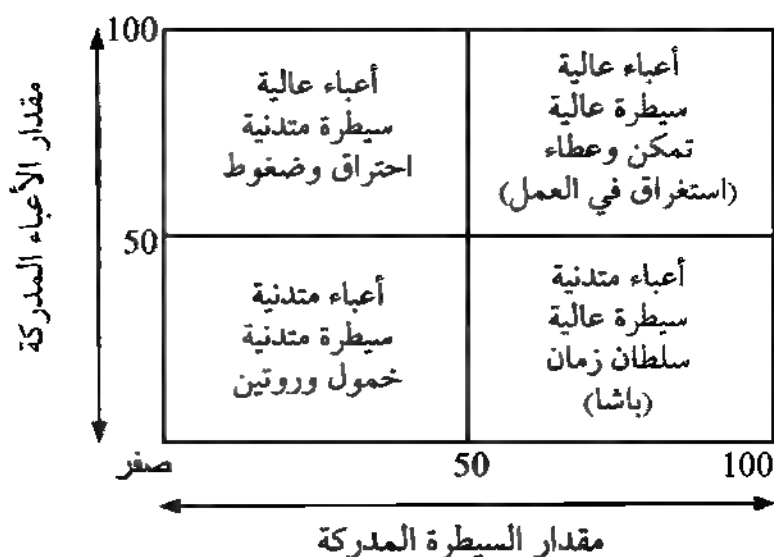 100
أعباء عالية
سيطرة عالية
تمكن وعطاء
(استغراق في العمل)
أعباء عالية
سيطرة متدنية
احتراق وضغوط
مقدار الأعباء المدركة
50
أعباء متدنية
سيطرة عالية
سلطان زمان
(باشا)
أعباء متدنية
سيطرة متدنية
خمول وروتين
صفر
50
100
مقدار السيطرة المدركة